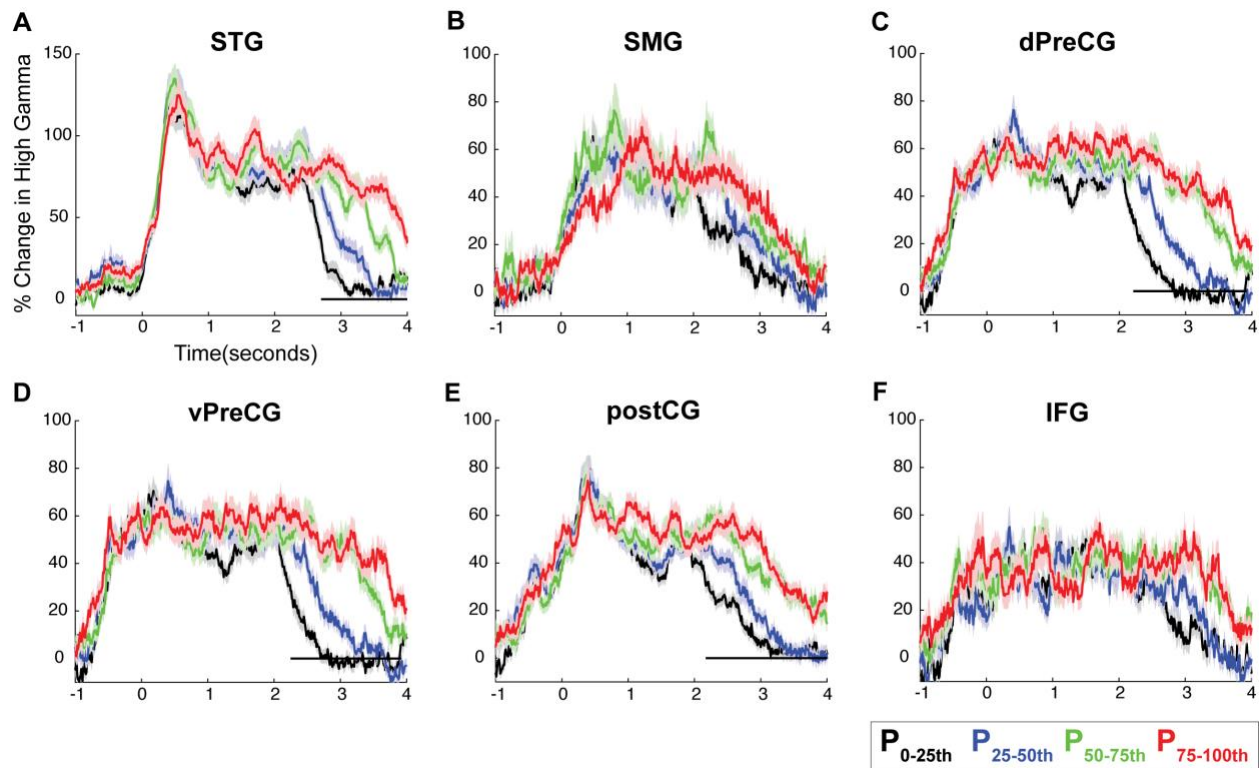 A
STG
% Change in High Gamma
150
100
50
0
-1 0 1 2 3 4
Time(seconds)
B
SMG
100
80
60
40
20
0
-1 0 1 2 3 4
C
dPreCG
100
80
60
40
20
0
-1 0 1 2 3 4
D
vPreCG
100
80
60
40
20
0
-1 0 1 2 3 4
E
postCG
100
80
60
40
20
0
-1 0 1 2 3 4
F
IFG
100
80
60
40
20
0
-1 0 1 2 3 4
P0-25th P25-50th P50-75th P75-100th